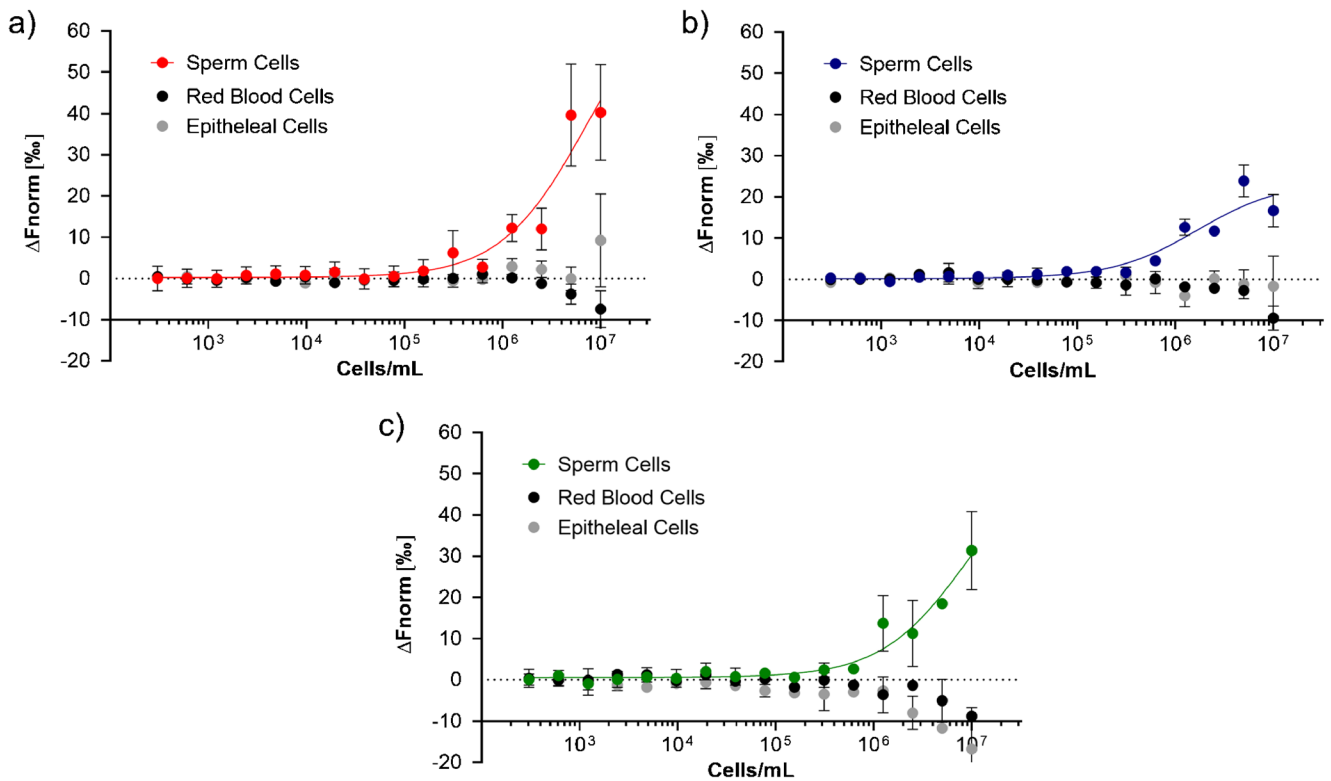 a)
ΔFnorm [‰]
60
50
40
30
20
10
0
-10
-20
Sperm Cells
Red Blood Cells
Epitheleal Cells
10³
10⁴
10⁵
10⁶
10⁷
Cells/mL
b)
ΔFnorm [‰]
60
50
40
30
20
10
0
-10
-20
Sperm Cells
Red Blood Cells
Epitheleal Cells
10³
10⁴
10⁵
10⁶
10⁷
Cells/mL
c)
ΔFnorm [‰]
60
50
40
30
20
10
0
-10
-20
Sperm Cells
Red Blood Cells
Epitheleal Cells
10³
10⁴
10⁵
10⁶
10⁷
Cells/mL